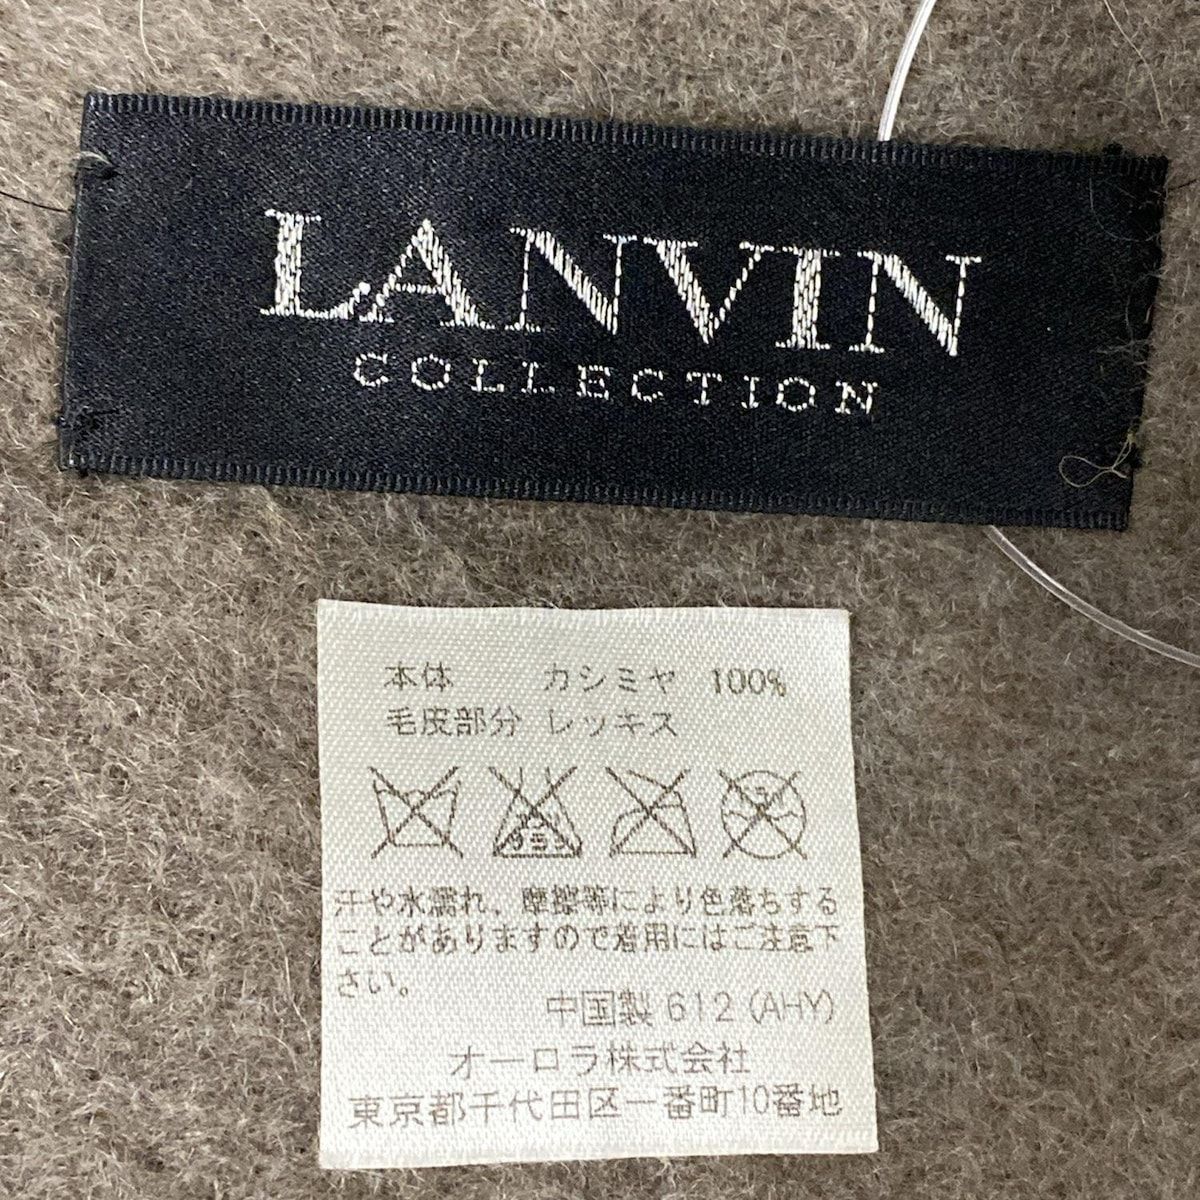 LANVIN
COLLECTION
本体 カシミヤ 100%
毛皮部分 レッキス
汗や水濡れ、摩擦等により色落ちする
ことがありますので着用にはご注意下
さい。
中国製 612 (AHY)
オーロラ株式会社
東京都千代田区一番町10番地